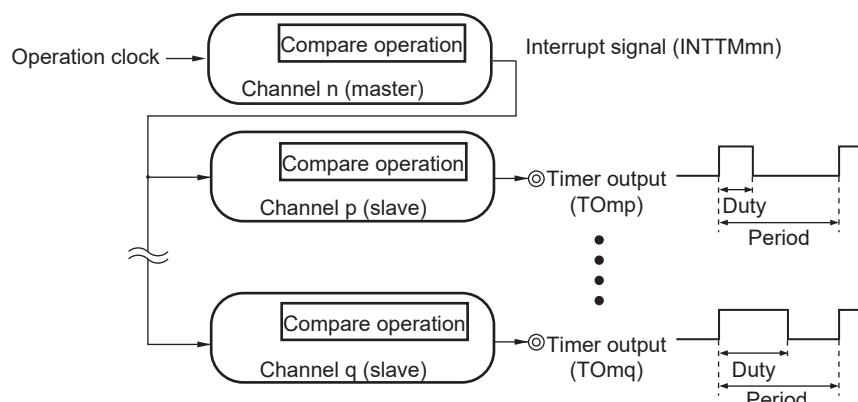 Compare operation
Operation clock
Interrupt signal (INTTMmn)
Channel n (master)
Compare operation
Timer output
(TOmp)
Channel p (slave)
Duty
Period
Compare operation
Timer output
(TOmq)
Channel q (slave)
Duty
Period